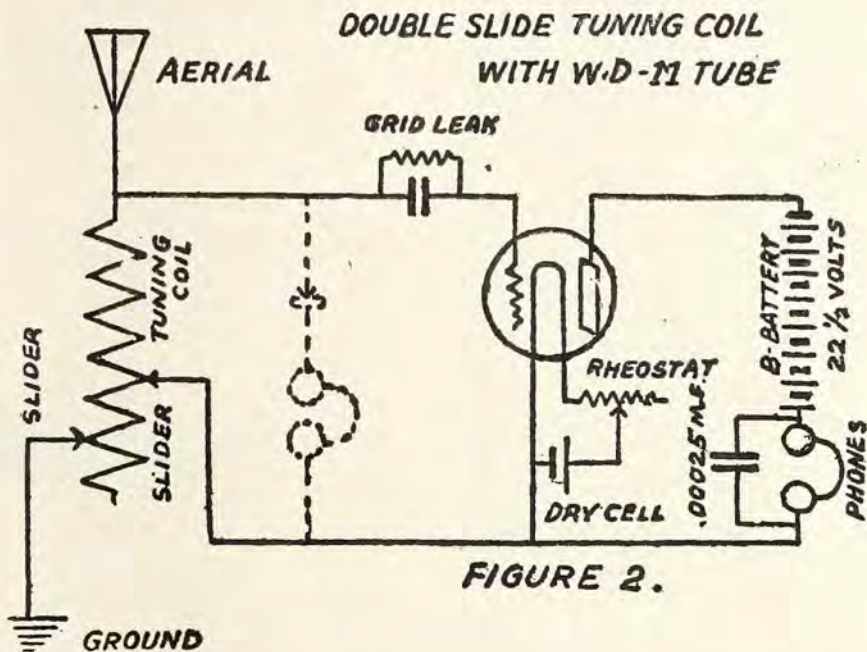 DOUBLE SLIDE TUNING COIL
WITH W.D-11 TUBE
AERIAL
GRID LEAK
TUNING
COIL
SLIDER
SLIDER
RHEOSTAT
B-BATTERY
22 1/2 VOLTS
.00025 M.F.
DRY CELL
PHONES
FIGURE 2.
GROUND